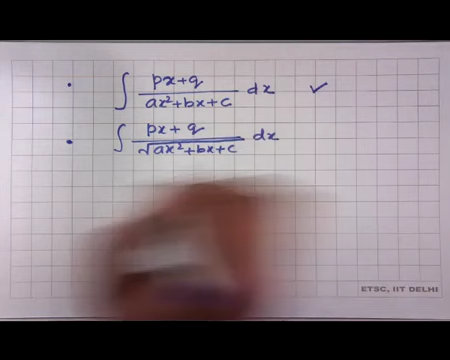 • ∫ px+q / ax²+bx+c dx ✓
• ∫ px+q / √ax²+bx+c dx
ETSC, IIT DELHI